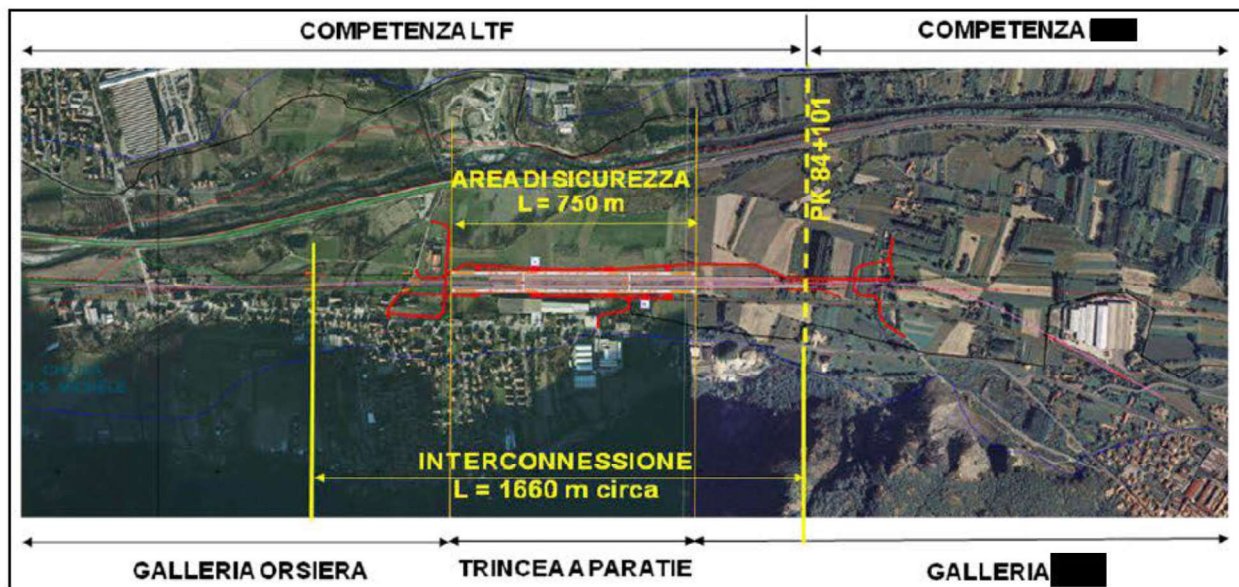 COMPETENZA LTF
COMPETENZA
AREA DI SICUREZZA
L = 750 m
PK 84+101
INTERCONNESSIONE
L = 1660 m circa
GALLERIA ORSIERA
TRINCEA A PARATIE
GALLERIA